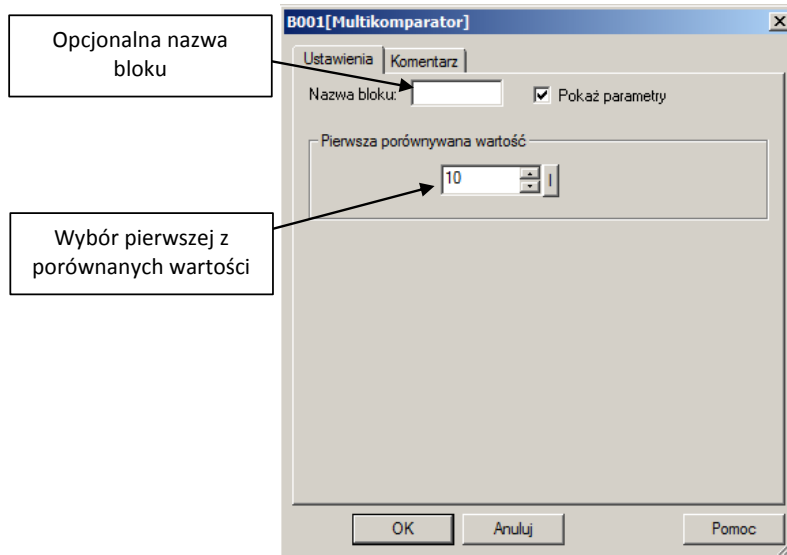 B001[Multikomparator]
Opcjonalna nazwa
bloku
Ustawienia Komentarz
Nazwa bloku: Pokaż parametry
Pierwsza porównywana wartość
10 I
Wybór pierwszej z
porównanych wartości
OK Anuluj Pomoc